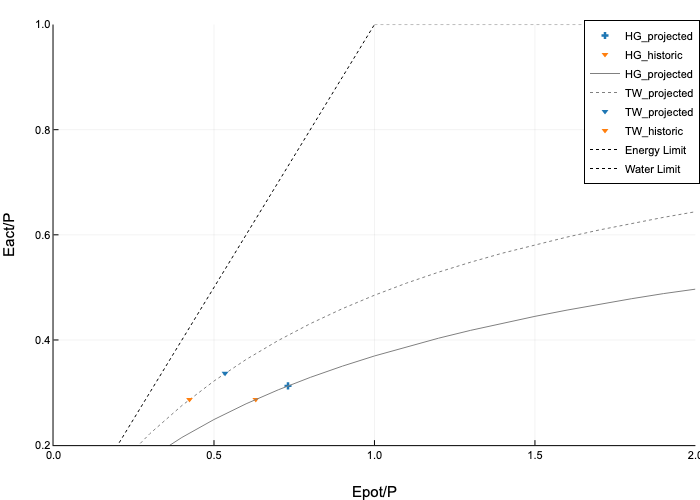 1.0
0.8
0.6
0.4
0.2
Eact/P
0.0
0.5
1.0
1.5
2.0
Epot/P
HG_projected
HG_historic
HG_projected
TW_projected
TW_projected
TW_historic
Energy Limit
Water Limit